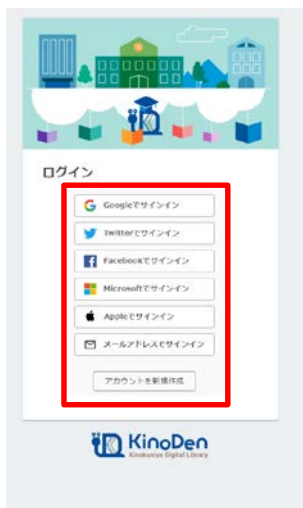 ログイン
Googleでサインイン
Twitterでサインイン
Facebookでサインイン
Microsoftでサインイン
Appleでサインイン
メールアドレスでサインイン
アカウントを新規作成
KinoDen
Kinokuniya Digital Library